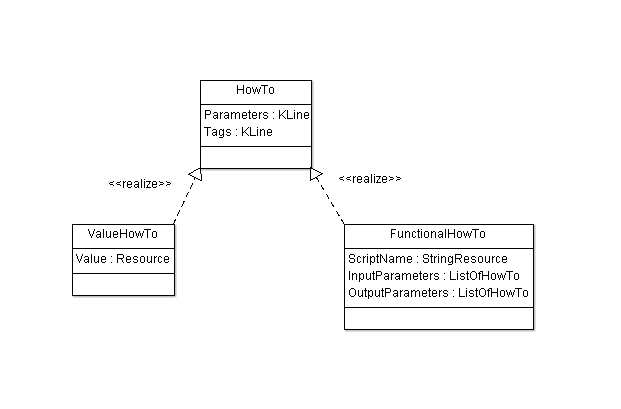 HowTo
Parameters : KLine
Tags : KLine
<<realize>>
<<realize>>
ValueHowTo
Value : Resource
FunctionalHowTo
ScriptName : StringResource
InputParameters : ListOfHowTo
OutputParameters : ListOfHowTo